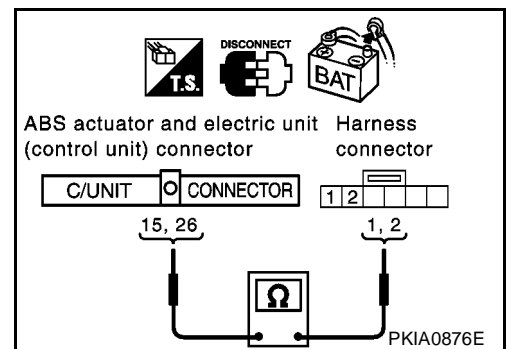 DISCONNECT
T.S.
BAT
ABS actuator and electric unit
(control unit) connector
Harness
connector
C/UNIT
CONNECTOR
1 2
15, 26
1, 2
Ω
PKIA0876E